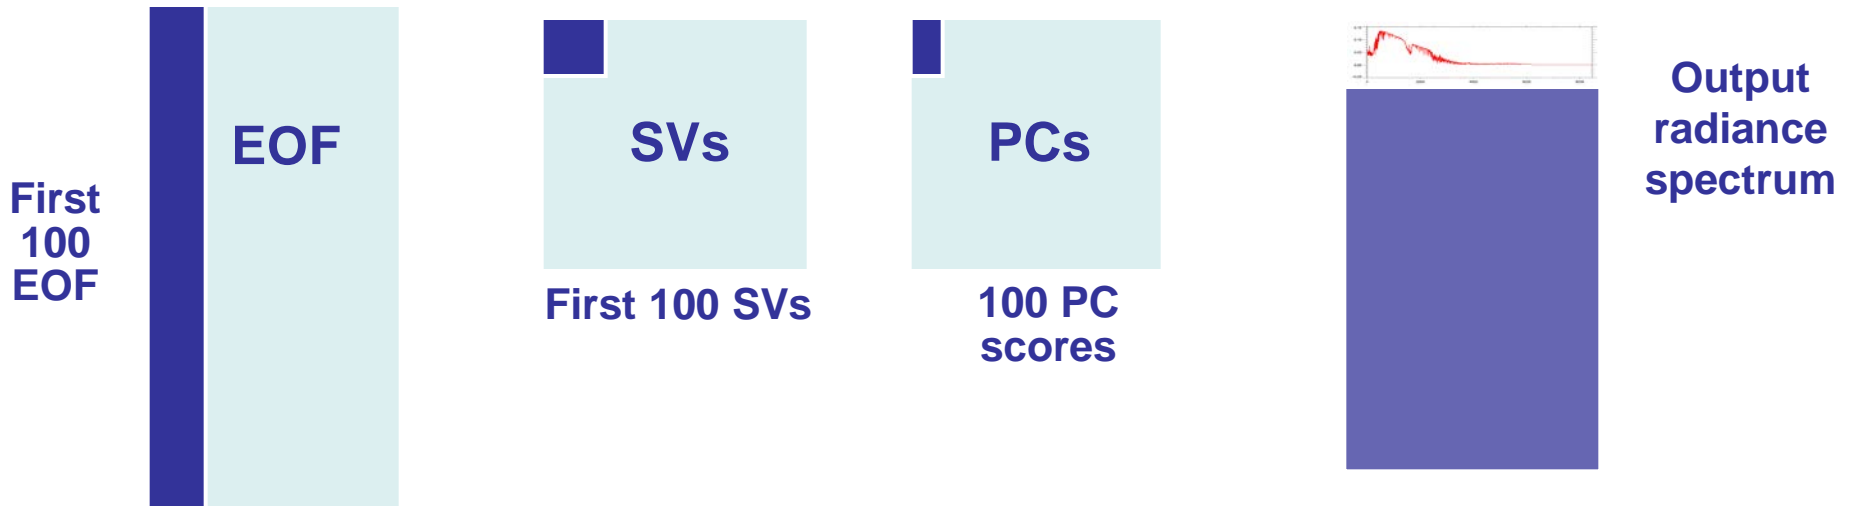 First
100
EOF
EOF
SVs
First 100 SVs
PCs
100 PC
scores
Output
radiance
spectrum